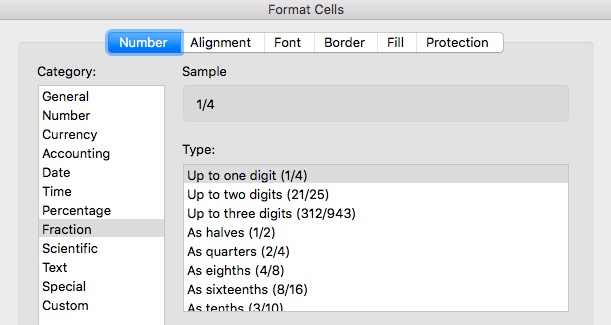 Format Cells
Number Alignment Font Border Fill Protection
Category:
General
Number
Currency
Accounting
Date
Time
Percentage
Fraction
Scientific
Text
Special
Custom
Sample
1/4
Type:
Up to one digit (1/4)
Up to two digits (21/25)
Up to three digits (312/943)
As halves (1/2)
As quarters (2/4)
As eighths (4/8)
As sixteenths (8/16)
As tenths (3/10)